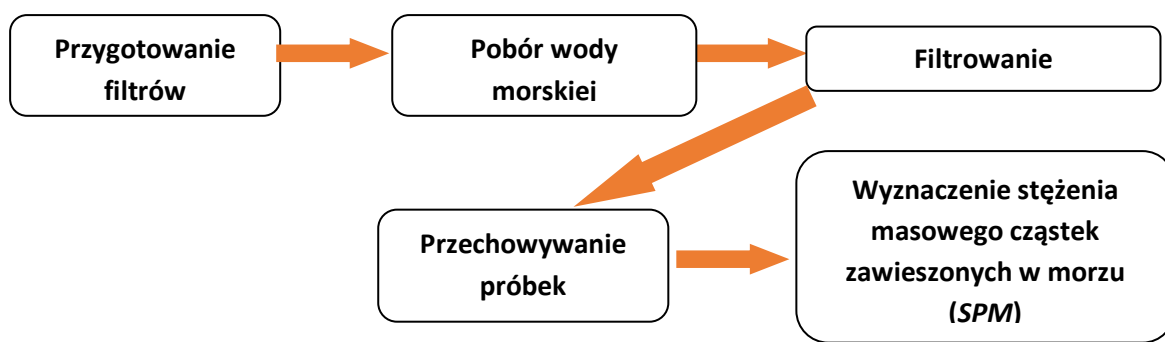 Przygotowanie
filtrów
Pobór wody
morskiej
Filtrowanie
Przechowywanie
próbek
Wyznaczenie stężenia
masowego cząstek
zawieszonych w morzu
(SPM)